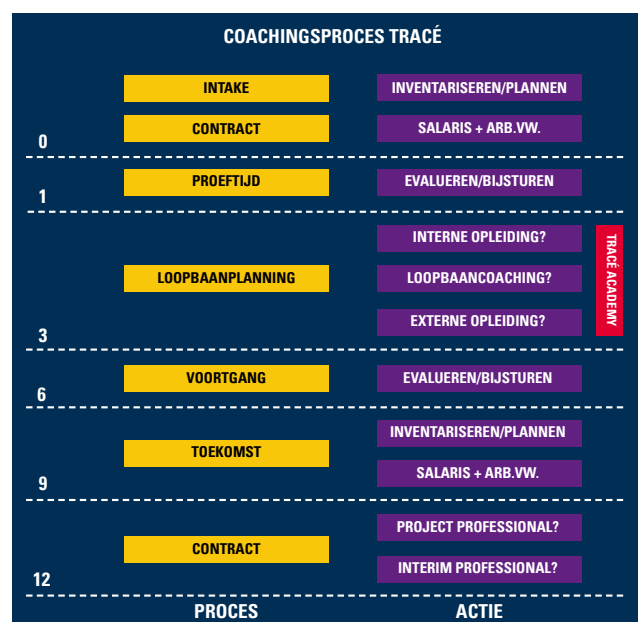 COACHINGSPROCES TRACÉ
INTAKE
INVENTARISEREN/PLANNEN
CONTRACT
SALARIS + ARB.VW.
0
PROEFTIJD
EVALUEREN/BIJSTUREN
1
INTERNE OPLEIDING?
LOOPBAANPLANNING
LOOPBAANCOACHING?
EXTERNE OPLEIDING?
TRACÉ ACADEMY
3
VOORTGANG
EVALUEREN/BIJSTUREN
6
INVENTARISEREN/PLANNEN
TOEKOMST
SALARIS + ARB.VW.
9
PROJECT PROFESSIONAL?
CONTRACT
INTERIM PROFESSIONAL?
12
PROCES
ACTIE